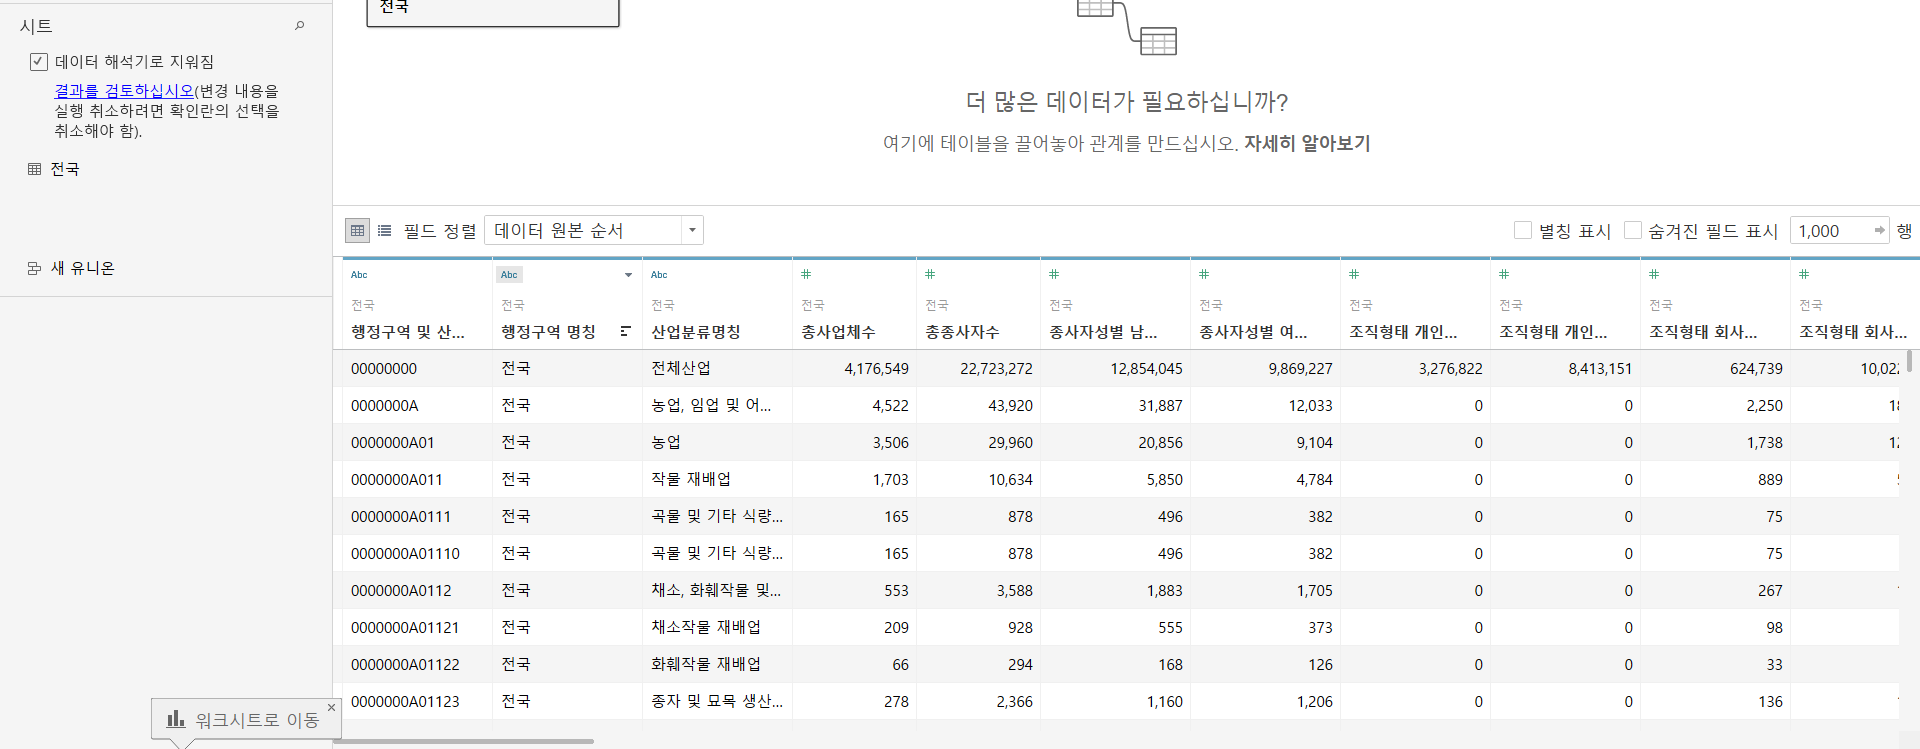 전국
시트
데이터 해석기로 지워짐
결과를 검토하십시오(변경 내용을
실행 취소하려면 확인란의 선택을
취소해야 함).
전국
새 유니온
더 많은 데이터가 필요하십니까?
여기에 테이블을 끌어놓아 관계를 만드십시오. 자세히 알아보기
필드 정렬 데이터 원본 순서 별칭 표시 숨겨진 필드 표시 1,000 행
Abc Abc Abc # # # # # # # #
전국 전국 전국 전국 전국 전국 전국 전국 전국 전국 전국
행정구역 및 산... 행정구역 명칭 산업분류명칭 총사업체수 총종사자수 종사자성별 남... 종사자성별 여... 조직형태 개인... 조직형태 개인... 조직형태 회사... 조직형태 회사...
00000000 전국 전체산업 4,176,549 22,723,272 12,854,045 9,869,227 3,276,822 8,413,151 624,739 10,022
0000000A 전국 농업, 임업 및 어... 4,522 43,920 31,887 12,033 0 0 2,250
0000000A01 전국 농업 3,506 29,960 20,856 9,104 0 0 1,738
0000000A011 전국 작물 재배업 1,703 10,634 5,850 4,784 0 0 889
0000000A0111 전국 곡물 및 기타 식량... 165 878 496 382 0 0 75
0000000A01110 전국 곡물 및 기타 식량... 165 878 496 382 0 0 75
0000000A0112 전국 채소, 화훼작물 및... 553 3,588 1,883 1,705 0 0 267
0000000A01121 전국 채소작물 재배업 209 928 555 373 0 0 98
0000000A01122 전국 화훼작물 재배업 66 294 168 126 0 0 33
0000000A01123 전국 종자 및 묘목 생산... 278 2,366 1,160 1,206 0 0 136
워크시트로 이동